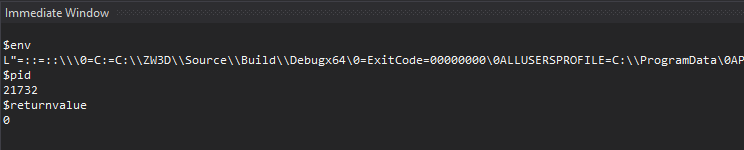 Immediate Window
$env
L"=::=::\\\0=C:=C:\\ZW3D\\Source\\Build\\Debugx64\0=ExitCode=00000000\0ALLUSERSPROFILE=C:\\ProgramData\0AP
$pid
21732
$returnvalue
0